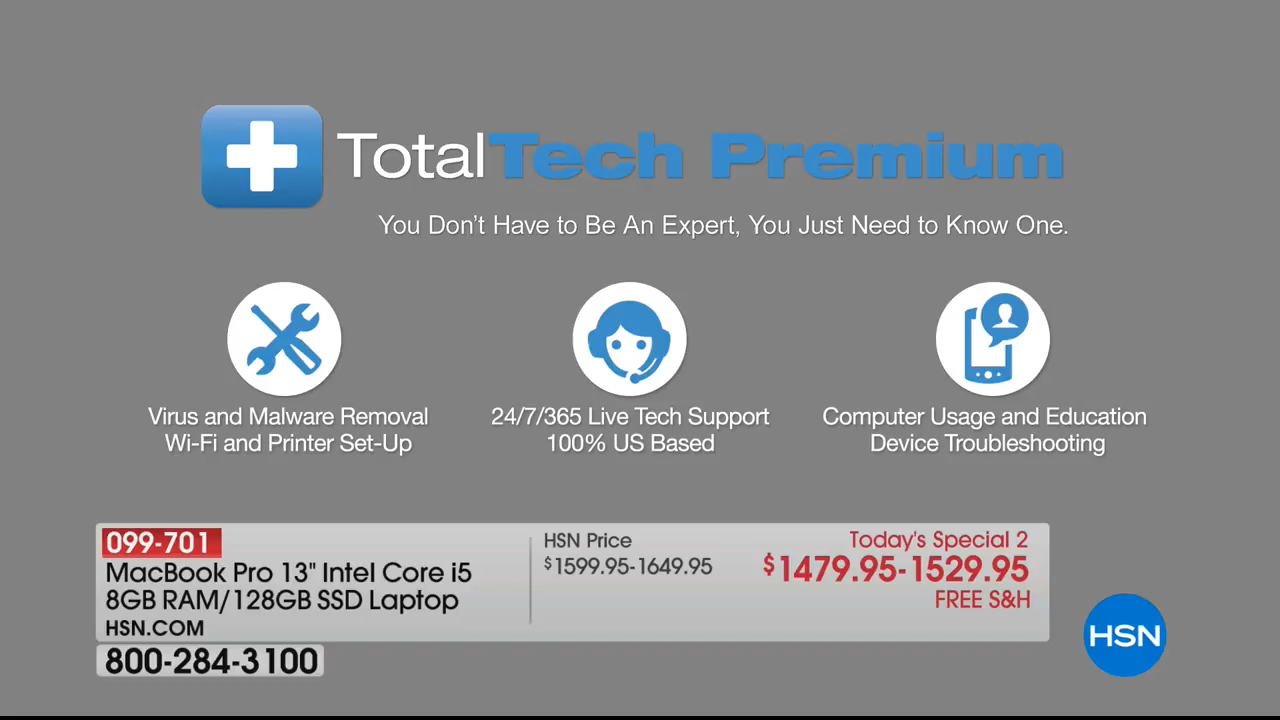 TotalTech Premium
You Don't Have to Be An Expert, You Just Need to Know One.
Virus and Malware Removal
Wi-Fi and Printer Set-Up
24/7/365 Live Tech Support
100% US Based
Computer Usage and Education
Device Troubleshooting
099-701
MacBook Pro 13" Intel Core i5
8GB RAM/128GB SSD Laptop
HSN.COM
800-284-3100
HSN Price
$1599.95-1649.95
Today's Special 2
$1479.95-1529.95
FREE S&H
HSN